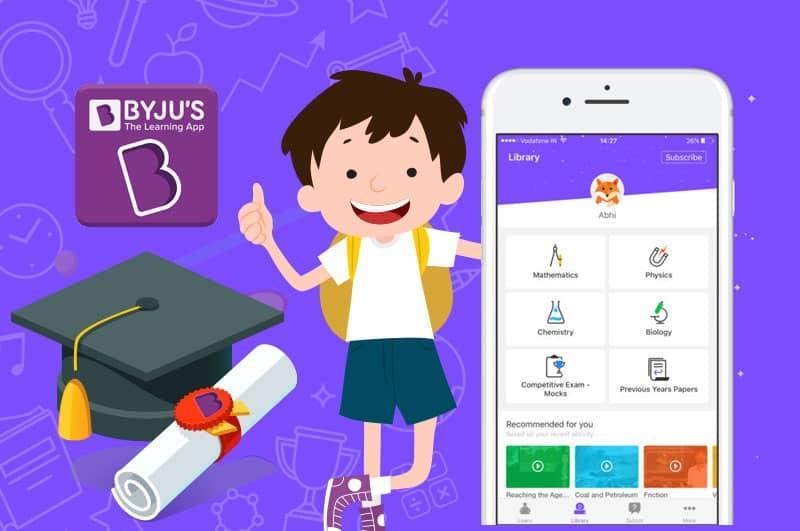 BYJU'S
The Learning App
Vodafone IN
14:27
26%
Library
Subscribe
Abhi
Mathematics
Physics
Chemistry
Biology
Competitive Exam -
Mocks
Previous Years Papers
Recommended for you
Based on your recent activity
Reaching the Age...
Coal and Petroleum
Friction
Learn
Library
More